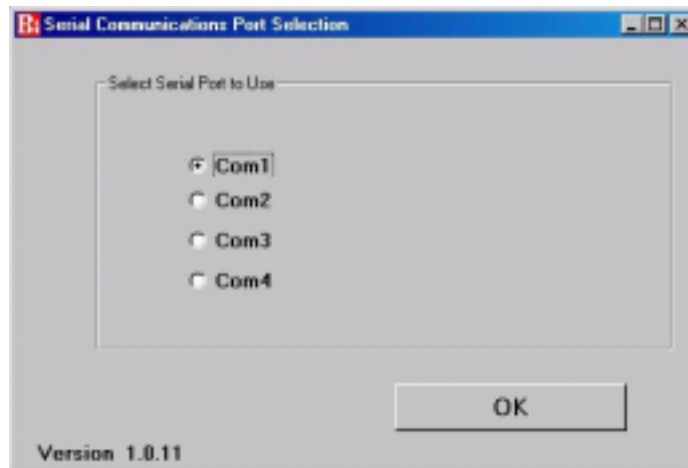 Serial Communications Port Selection
Select Serial Port to Use
Com1
Com2
Com3
Com4
OK
Version 1.0.11